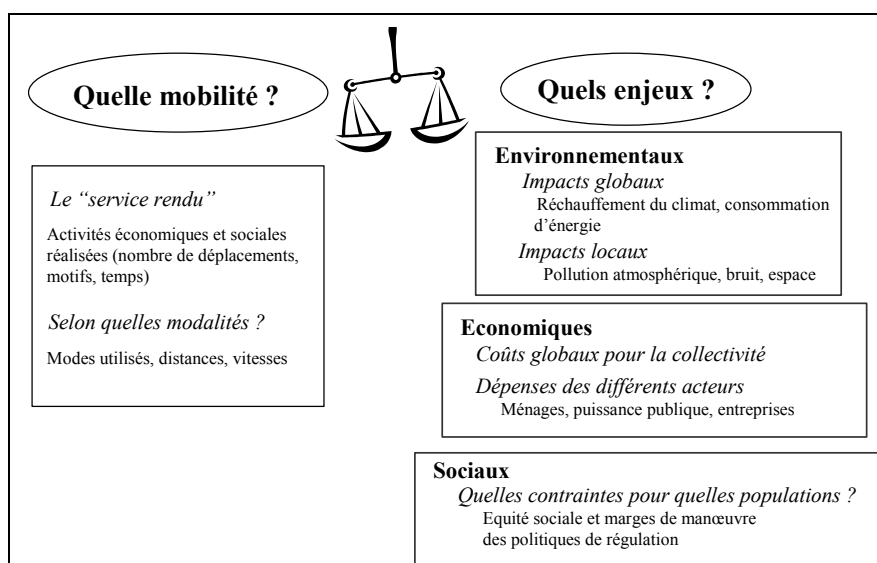 Quelle mobilité ?
Le “service rendu”
Activités économiques et sociales
réalisées (nombre de déplacements,
motifs, temps)
Selon quelles modalités ?
Modes utilisés, distances, vitesses
Quels enjeux ?
Environnementaux
Impacts globaux
Réchauffement du climat, consommation
d’énergie
Impacts locaux
Pollution atmosphérique, bruit, espace
Economiques
Coûts globaux pour la collectivité
Dépenses des différents acteurs
Ménages, puissance publique, entreprises
Sociaux
Quelles contraintes pour quelles populations ?
Equité sociale et marges de manœuvre
des politiques de régulation